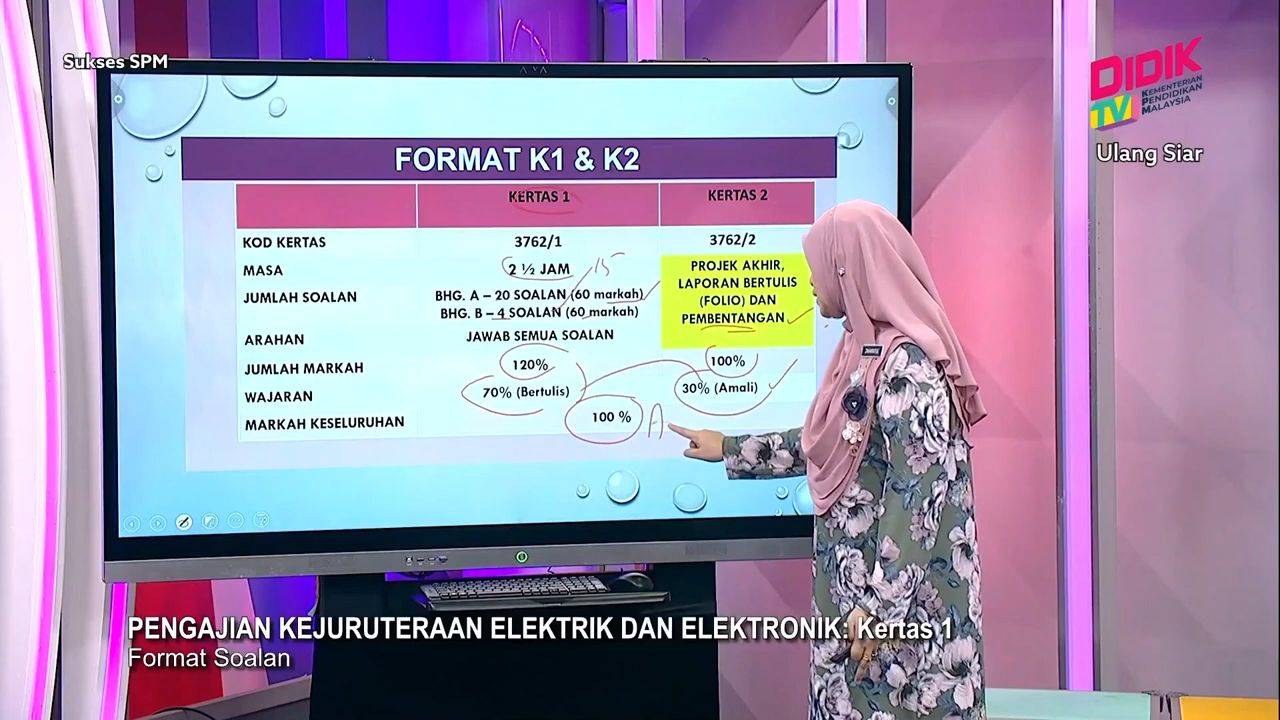 Sukses SPM
DIDIK
TV
KEMENTERIAN
PENDIDIKAN
MALAYSIA
Ulang Siar
FORMAT K1 & K2
KERTAS 1 KERTAS 2
KOD KERTAS 3762/1 3762/2
MASA 2 ½ JAM 15
JUMLAH SOALAN BHG. A – 20 SOALAN (60 markah)
BHG. B – 4 SOALAN (60 markah)
PROJEK AKHIR,
LAPORAN BERTULIS
(FOLIO) DAN
PEMBENTANGAN
ARAHAN JAWAB SEMUA SOALAN
JUMLAH MARKAH 120% 100%
WAJARAN 70% (Bertulis) 30% (Amali)
MARKAH KESELURUHAN 100 % A
PENGAJIAN KEJURUTERAAN ELEKTRIK DAN ELEKTRONIK: Kertas 1
Format Soalan